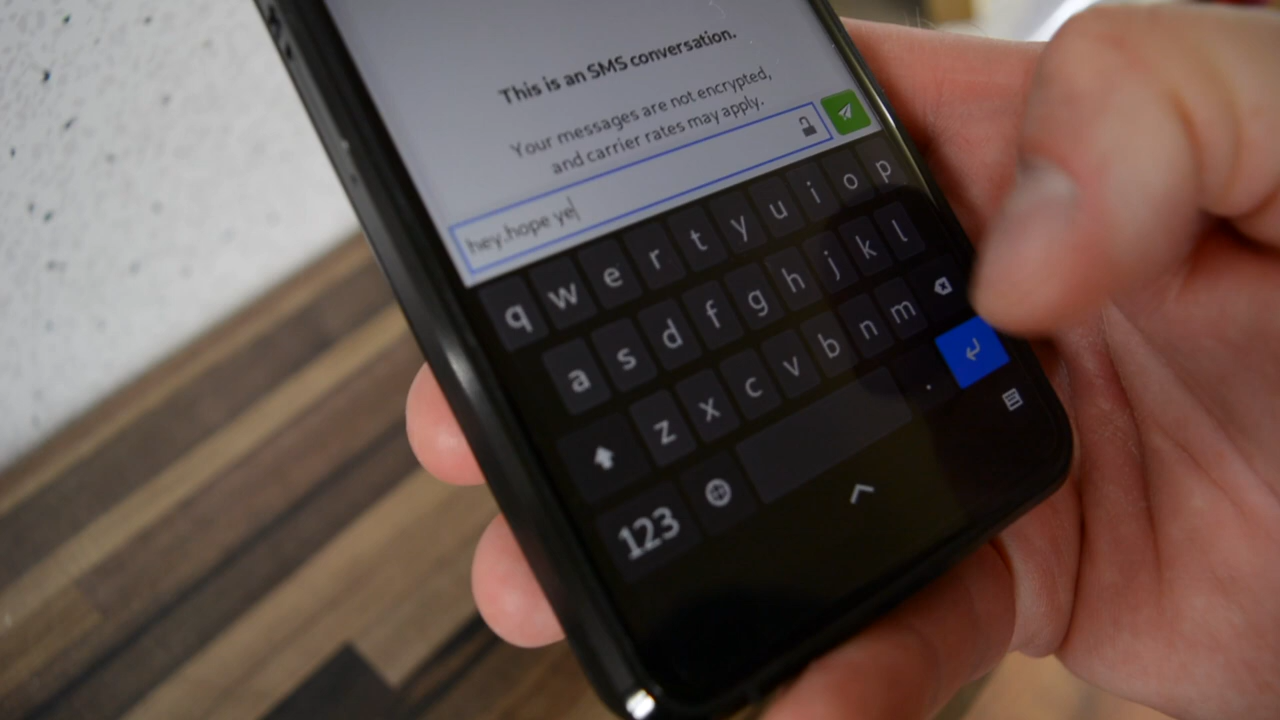 This is an SMS conversation.
Your messages are not encrypted,
and carrier rates may apply.
hey.hope ye
q w e r t y u i o p
a s d f g h j k l
z x c v b n m
123 .